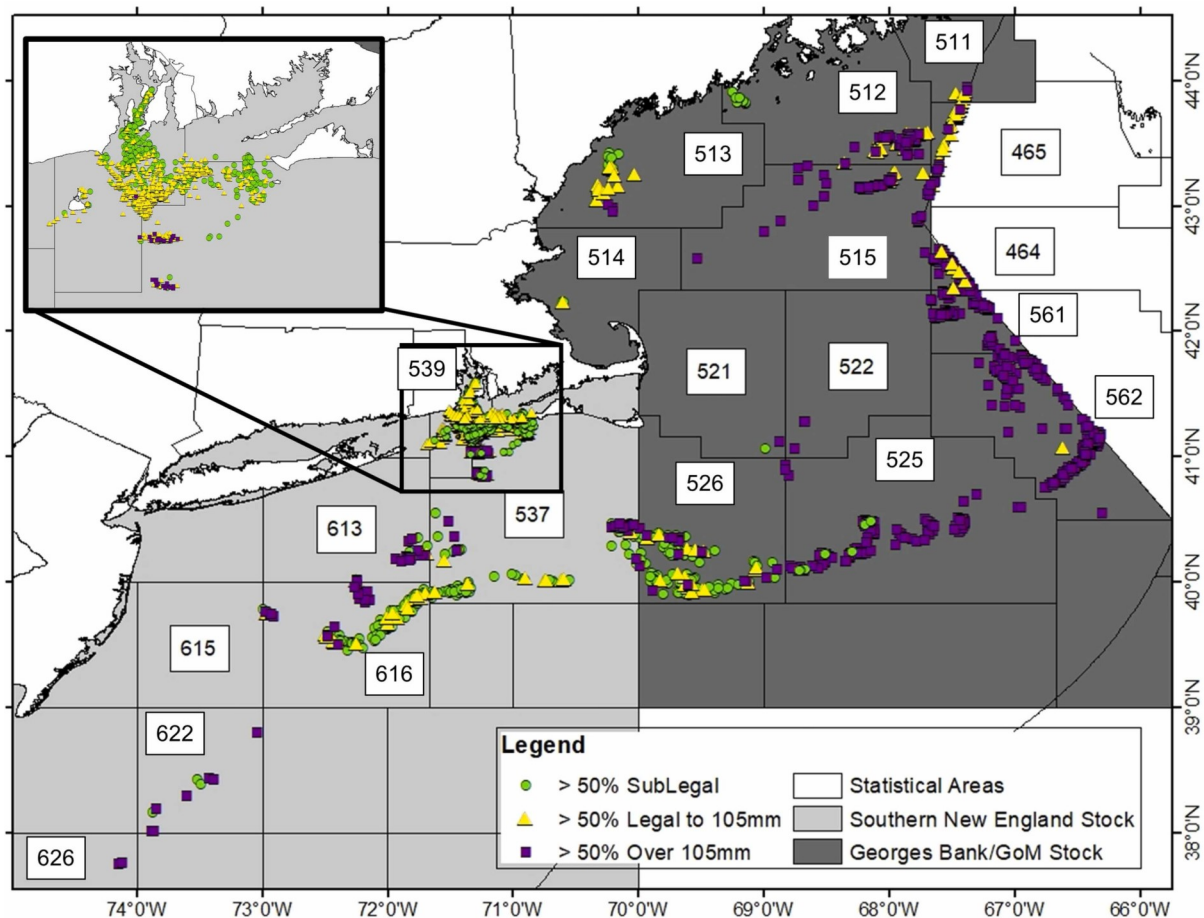 511
512
465
513
464
514
515
561
539
521
522
562
526
525
613
537
615
616
622
626
44°0'N
43°0'N
42°0'N
41°0'N
40°0'N
39°0'N
38°0'N
Legend
> 50% SubLegal
> 50% Legal to 105mm
> 50% Over 105mm
Statistical Areas
Southern New England Stock
Georges Bank/GoM Stock
74°0'W 73°0'W 72°0'W 71°0'W 70°0'W 69°0'W 68°0'W 67°0'W 66°0'W